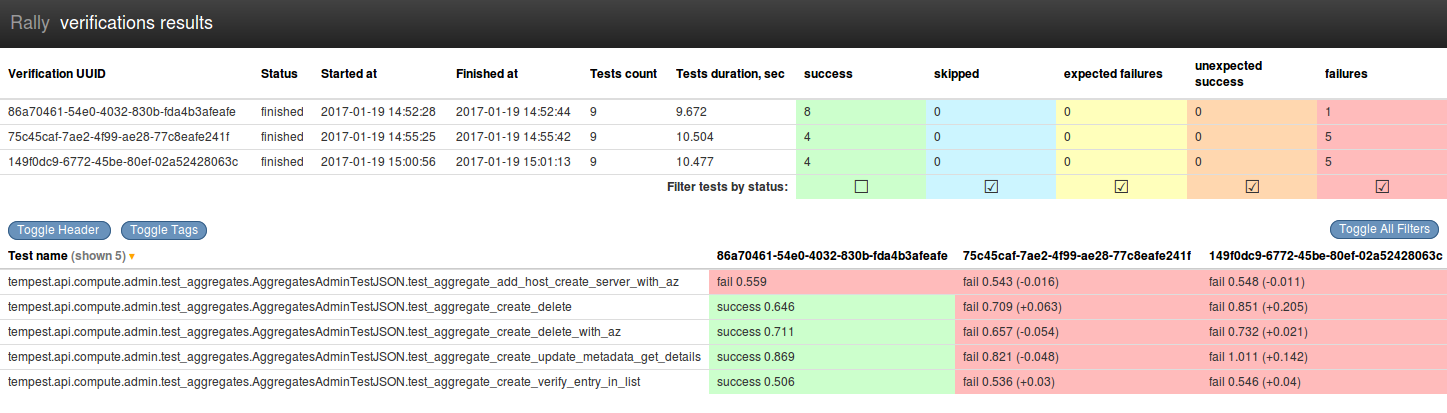 Rally verifications results
Verification UUID Status Started at Finished at Tests count Tests duration, sec success skipped expected failures unexpected success failures
86a70461-54e0-4032-830b-fda4b3afeafe finished 2017-01-19 14:52:28 2017-01-19 14:52:44 9 9.672 8 0 0 0 1
75c45caf-7ae2-4f99-ae28-77c8eafe241f finished 2017-01-19 14:55:25 2017-01-19 14:55:42 9 10.504 4 0 0 0 5
149f0dc9-6772-45be-80ef-02a52428063c finished 2017-01-19 15:00:56 2017-01-19 15:01:13 9 10.477 4 0 0 0 5
Filter tests by status: ☐ ☑ ☑ ☑ ☑
Toggle Header Toggle Tags Toggle All Filters
Test name (shown 5) ▾ 86a70461-54e0-4032-830b-fda4b3afeafe 75c45caf-7ae2-4f99-ae28-77c8eafe241f 149f0dc9-6772-45be-80ef-02a52428063c
tempest.api.compute.admin.test_aggregates.AggregatesAdminTestJSON.test_aggregate_add_host_create_server_with_az fail 0.559 fail 0.543 (-0.016) fail 0.548 (-0.011)
tempest.api.compute.admin.test_aggregates.AggregatesAdminTestJSON.test_aggregate_create_delete success 0.646 fail 0.709 (+0.063) fail 0.851 (+0.205)
tempest.api.compute.admin.test_aggregates.AggregatesAdminTestJSON.test_aggregate_create_delete_with_az success 0.711 fail 0.657 (-0.054) fail 0.732 (+0.021)
tempest.api.compute.admin.test_aggregates.AggregatesAdminTestJSON.test_aggregate_create_update_metadata_get_details success 0.869 fail 0.821 (-0.048) fail 1.011 (+0.142)
tempest.api.compute.admin.test_aggregates.AggregatesAdminTestJSON.test_aggregate_create_verify_entry_in_list success 0.506 fail 0.536 (+0.03) fail 0.546 (+0.04)